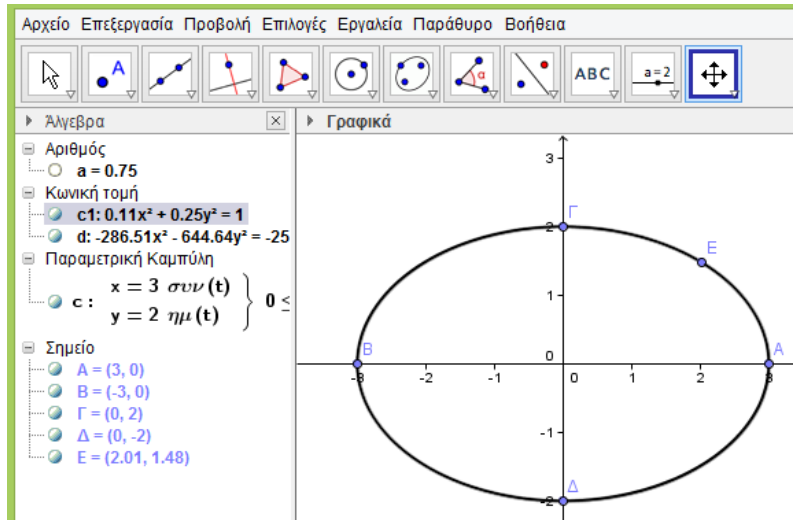 Αρχείο Επεξεργασία Προβολή Επιλογές Εργαλεία Παράθυρο Βοήθεια
A α ABC a=2
Άλγεβρα
Γραφικά
Αριθμός
a = 0.75
Κωνική τομή
c1: 0.11x² + 0.25y² = 1
d: -286.51x² - 644.64y² = -25
Παραμετρική Καμπύλη
c : x = 3 συν(t)
y = 2 ημ(t)
0 ≤
Σημείο
A = (3, 0)
B = (-3, 0)
Γ = (0, 2)
Δ = (0, -2)
E = (2.01, 1.48)
3
2 Γ
E
1
B 0 A
-3 -2 -1 0 1 2 3
-1
-2 Δ